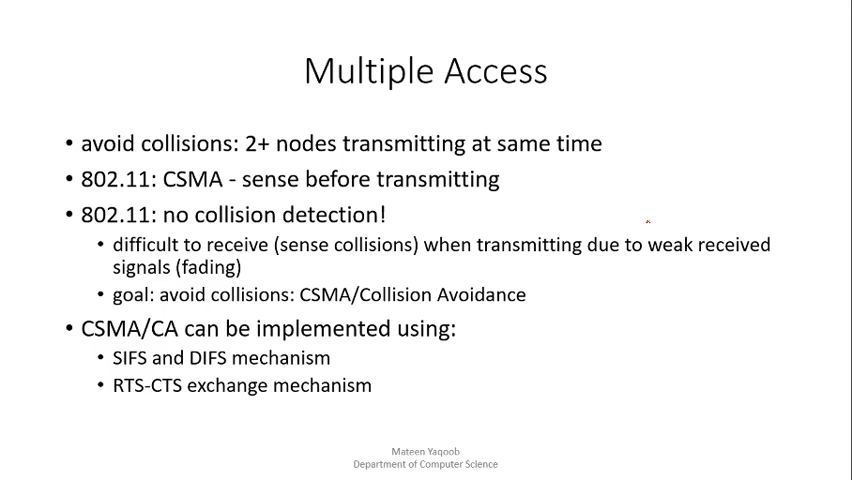 Multiple Access
• avoid collisions: 2+ nodes transmitting at same time
• 802.11: CSMA - sense before transmitting
• 802.11: no collision detection!
• difficult to receive (sense collisions) when transmitting due to weak received
signals (fading)
• goal: avoid collisions: CSMA/Collision Avoidance
• CSMA/CA can be implemented using:
• SIFS and DIFS mechanism
• RTS-CTS exchange mechanism
Mateen Yaqoob
Department of Computer Science